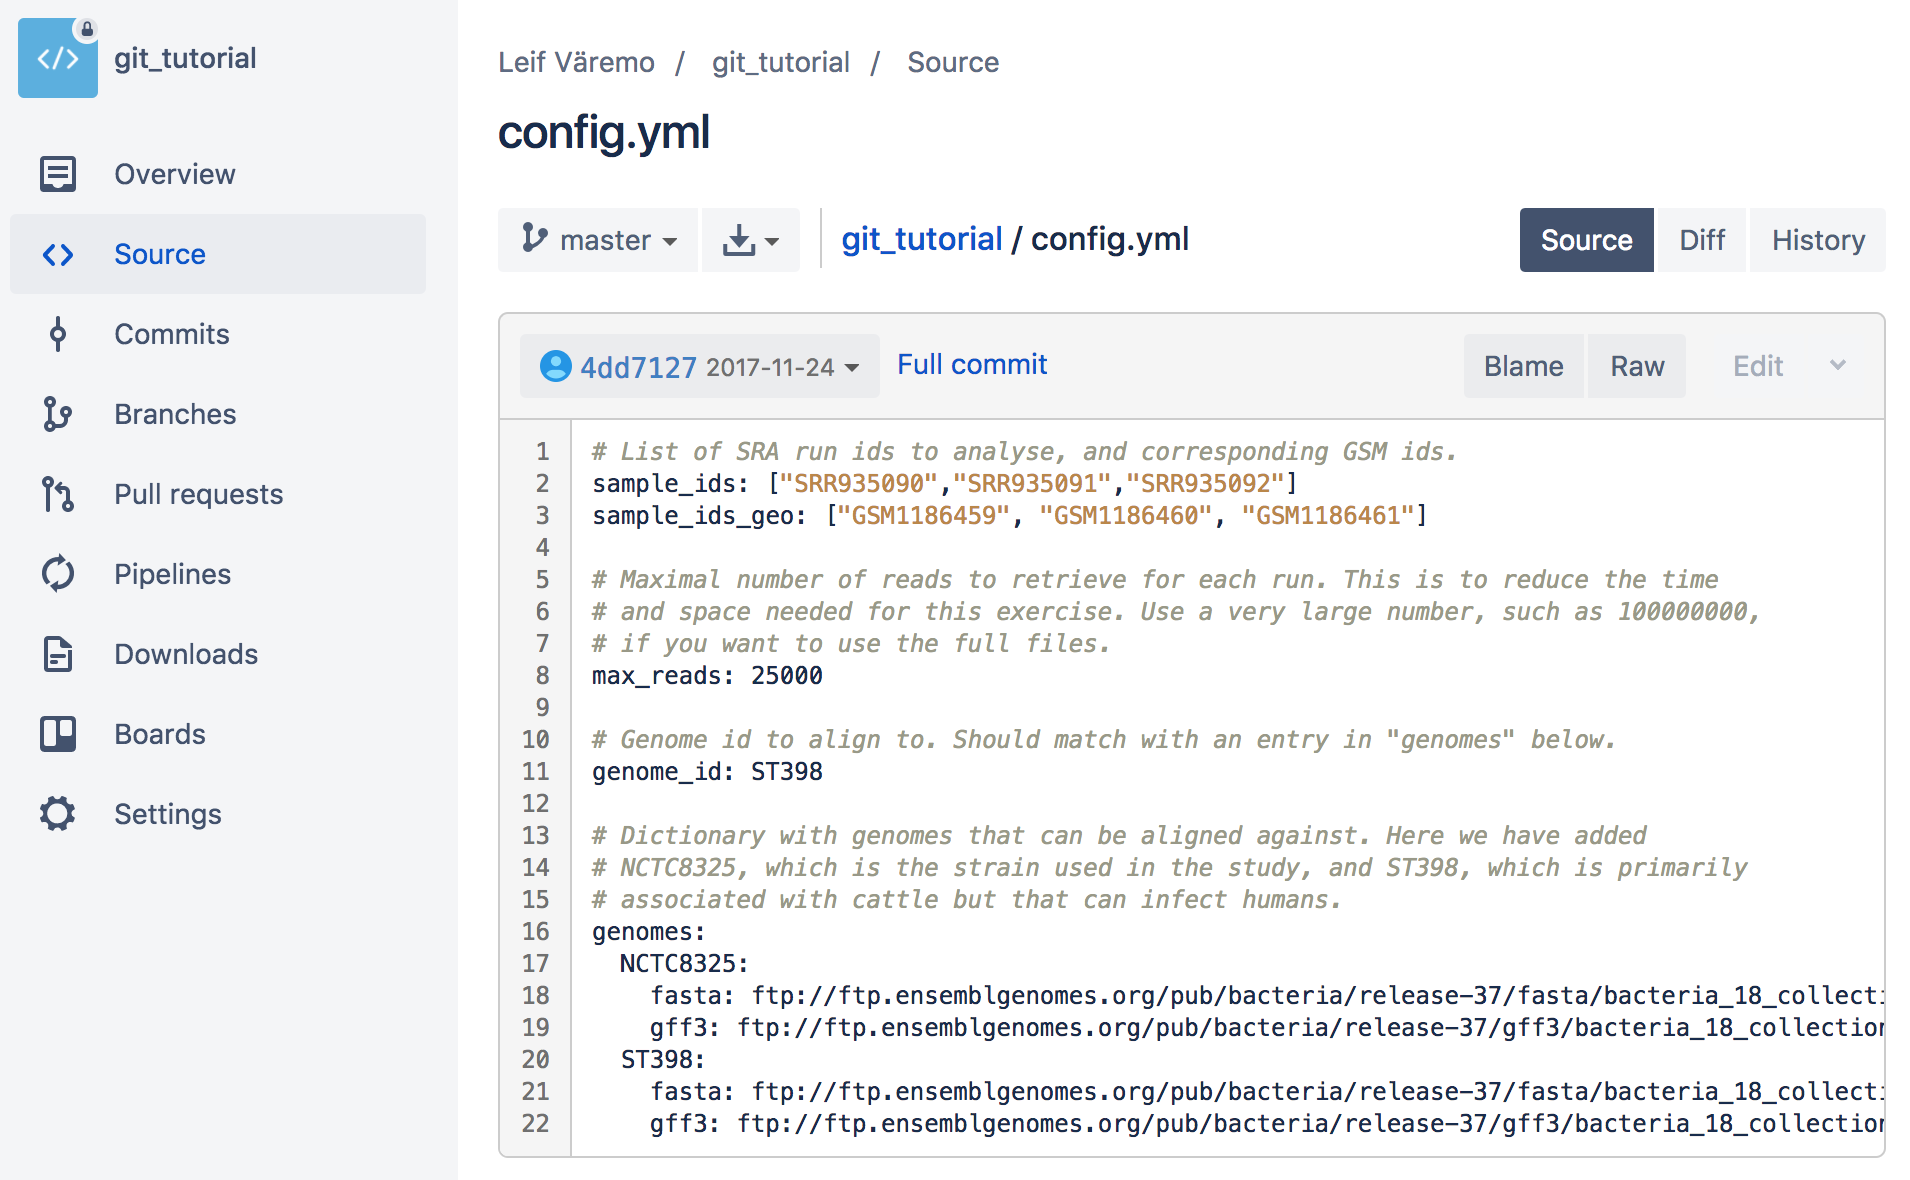 git_tutorial
Overview
Source
Commits
Branches
Pull requests
Pipelines
Downloads
Boards
Settings
Leif Väremo / git_tutorial / Source
config.yml
master
git_tutorial / config.yml
Source Diff History
4dd7127 2017-11-24 Full commit
Blame Raw Edit
1 # List of SRA run ids to analyse, and corresponding GSM ids.
2 sample_ids: ["SRR935090","SRR935091","SRR935092"]
3 sample_ids_geo: ["GSM1186459", "GSM1186460", "GSM1186461"]
4
5 # Maximal number of reads to retrieve for each run. This is to reduce the time
6 # and space needed for this exercise. Use a very large number, such as 100000000,
7 # if you want to use the full files.
8 max_reads: 25000
9
10 # Genome id to align to. Should match with an entry in "genomes" below.
11 genome_id: ST398
12
13 # Dictionary with genomes that can be aligned against. Here we have added
14 # NCTC8325, which is the strain used in the study, and ST398, which is primarily
15 # associated with cattle but that can infect humans.
16 genomes:
17   NCTC8325:
18     fasta: ftp://ftp.ensemblgenomes.org/pub/bacteria/release-37/fasta/bacteria_18_collecti
19     gff3: ftp://ftp.ensemblgenomes.org/pub/bacteria/release-37/gff3/bacteria_18_collection
20   ST398:
21     fasta: ftp://ftp.ensemblgenomes.org/pub/bacteria/release-37/fasta/bacteria_18_collecti
22     gff3: ftp://ftp.ensemblgenomes.org/pub/bacteria/release-37/gff3/bacteria_18_collection